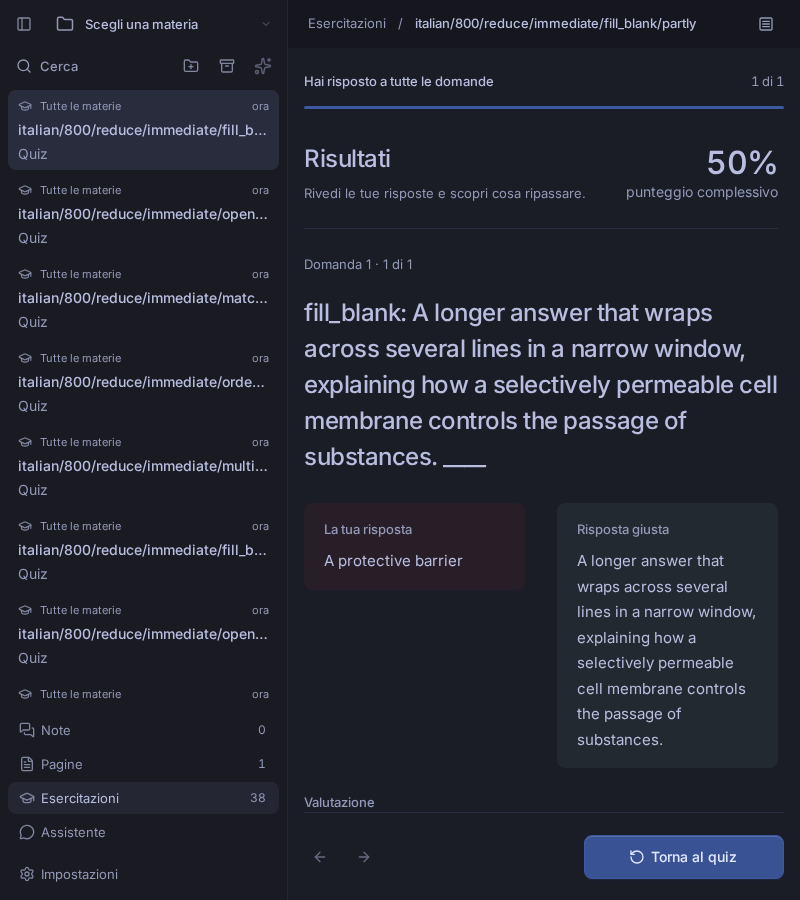 Scegli una materia
Cerca
Tutte le materie ora
italian/800/reduce/immediate/fill_b...
Quiz
Tutte le materie ora
italian/800/reduce/immediate/open...
Quiz
Tutte le materie ora
italian/800/reduce/immediate/matc...
Quiz
Tutte le materie ora
italian/800/reduce/immediate/orde...
Quiz
Tutte le materie ora
italian/800/reduce/immediate/multi...
Quiz
Tutte le materie ora
italian/800/reduce/immediate/fill_b...
Quiz
Tutte le materie ora
italian/800/reduce/immediate/open...
Quiz
Tutte le materie ora
Note 0
Pagine 1
Esercitazioni 38
Assistente
Impostazioni
Esercitazioni / italian/800/reduce/immediate/fill_blank/partly
Hai risposto a tutte le domande 1 di 1
Risultati 50%
Rivedi le tue risposte e scopri cosa ripassare. punteggio complessivo
Domanda 1 · 1 di 1
fill_blank: A longer answer that wraps
across several lines in a narrow window,
explaining how a selectively permeable cell
membrane controls the passage of
substances. ____
La tua risposta
A protective barrier
Risposta giusta
A longer answer that
wraps across several
lines in a narrow window,
explaining how a
selectively permeable
cell membrane controls
the passage of
substances.
Valutazione
Torna al quiz